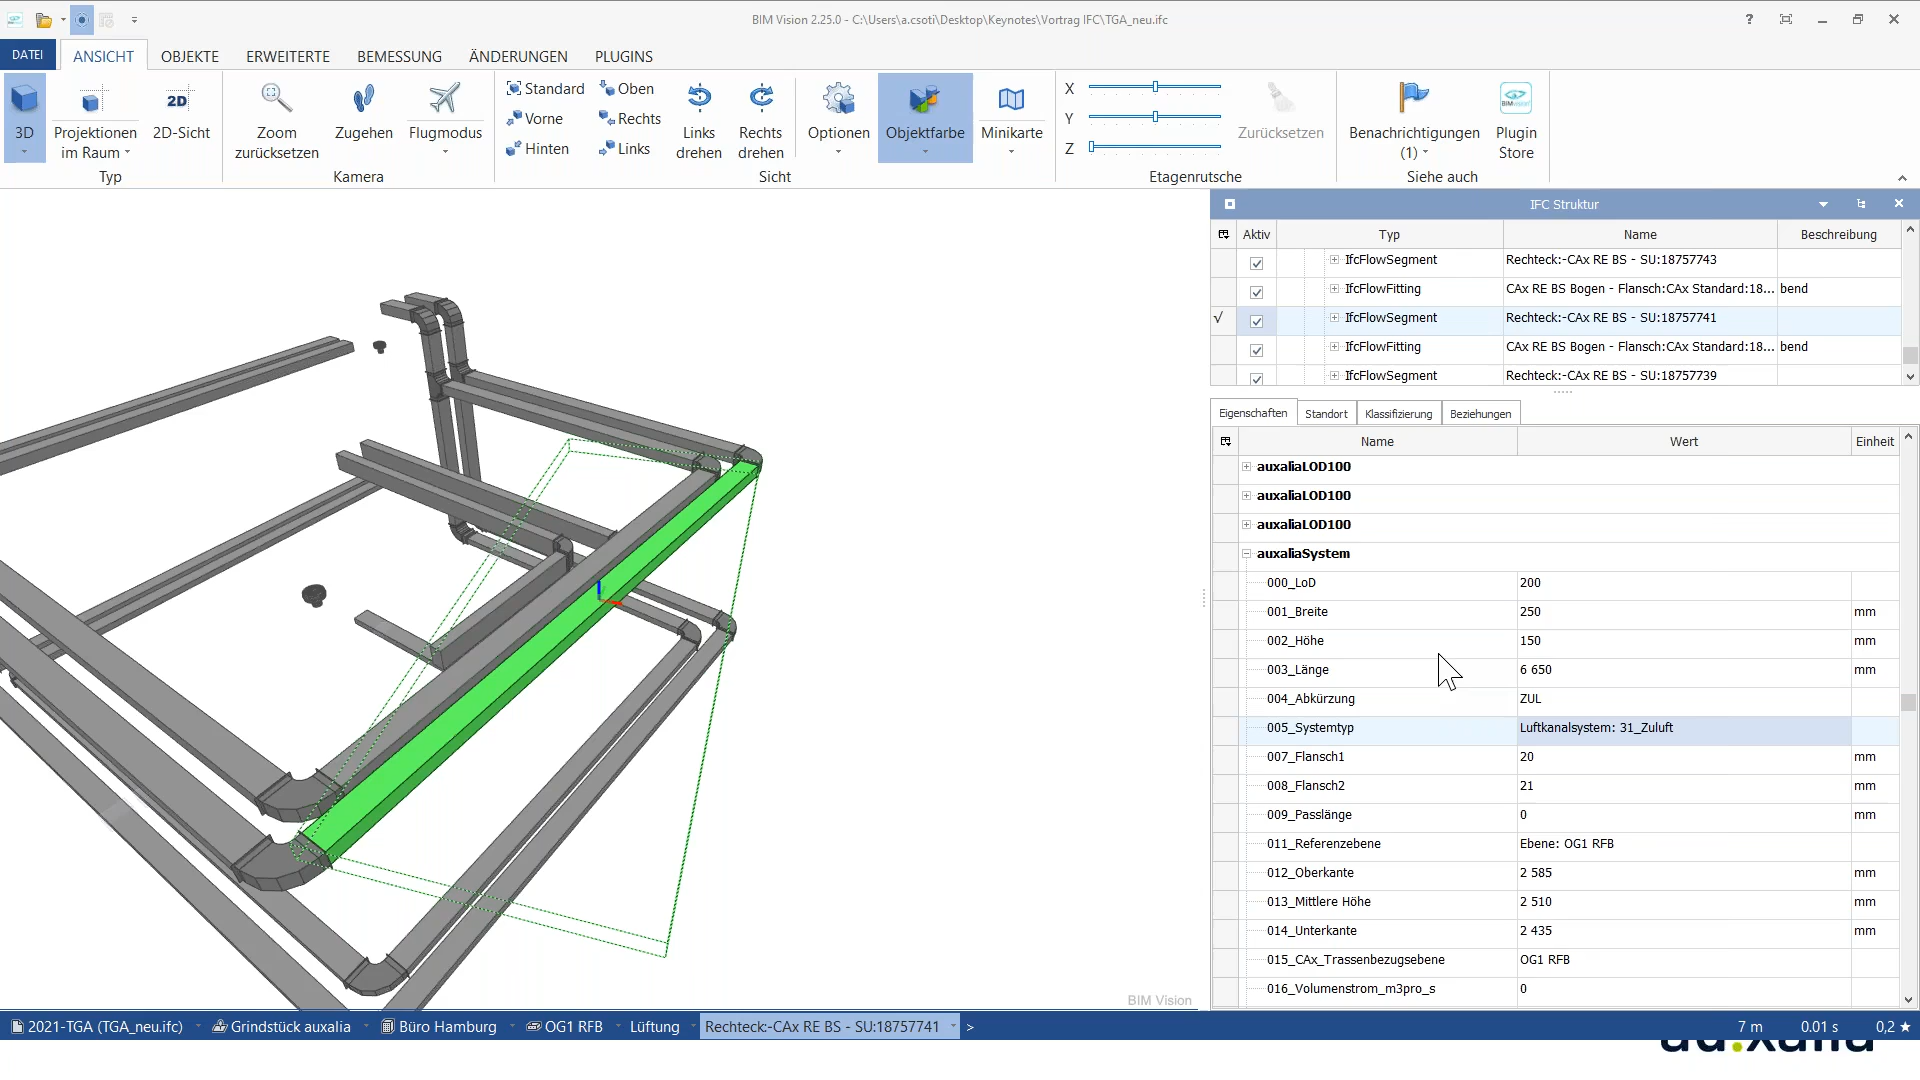 BIM Vision 2.25.0 - C:\Users\a.csoti\Desktop\Keynotes\Vortrag IFC\TGA_neu.ifc
DATEI ANSICHT OBJEKTE ERWEITERTE BEMESSUNG ÄNDERUNGEN PLUGINS
3D
Projektionen im Raum
2D
2D-Sicht
Typ
Zoom zurücksetzen
Zugehen
Flugmodus
Kamera
Standard
Vorne
Hinten
Oben
Rechts
Links
Links drehen
Rechts drehen
Optionen
Objektfarbe
Minikarte
Sicht
X
Y
Z
Zurücksetzen
Etagenrutsche
Benachrichtigungen (1)
Plugin Store
Siehe auch
IFC Struktur
Aktiv Typ Name Beschreibung
IfcFlowSegment Rechteck:-CAx RE BS - SU:18757743
IfcFlowFitting CAx RE BS Bogen - Flansch:CAx Standard:18... bend
√ IfcFlowSegment Rechteck:-CAx RE BS - SU:18757741
IfcFlowFitting CAx RE BS Bogen - Flansch:CAx Standard:18... bend
IfcFlowSegment Rechteck:-CAx RE BS - SU:18757739
Eigenschaften Standort Klassifizierung Beziehungen
Name Wert Einheit
auxaliaLOD100
auxaliaLOD100
auxaliaLOD100
auxaliaSystem
000_LoD 200
001_Breite 250 mm
002_Höhe 150 mm
003_Länge 6 650 mm
004_Abkürzung ZUL
005_Systemtyp Luftkanalsystem: 31_Zuluft
007_Flansch1 20 mm
008_Flansch2 21 mm
009_Passlänge 0 mm
011_Referenzebene Ebene: OG1 RFB
012_Oberkante 2 585 mm
013_Mittlere Höhe 2 510 mm
014_Unterkante 2 435 mm
015_CAx_Trassenbezugsebene OG1 RFB
016_Volumenstrom_m3pro_s 0
BIM Vision
2021-TGA (TGA_neu.ifc) Grindstück auxalia Büro Hamburg OG1 RFB Lüftung Rechteck:-CAx RE BS - SU:18757741 > 7 m 0.01 s 0,2 ★